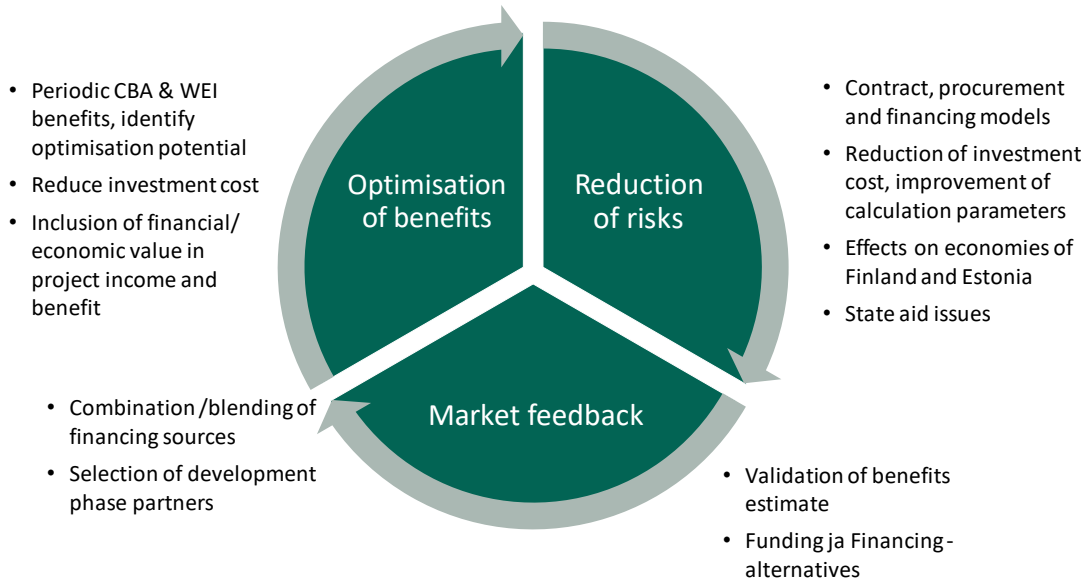 • Periodic CBA & WEI
benefits, identify
optimisation potential
• Reduce investment cost
• Inclusion of financial/
economic value in
project income and
benefit
Optimisation
of benefits
Reduction
of risks
• Contract, procurement
and financing models
• Reduction of investment
cost, improvement of
calculation parameters
• Effects on economies of
Finland and Estonia
• State aid issues
• Combination /blending of
financing sources
• Selection of development
phase partners
Market feedback
• Validation of benefits
estimate
• Funding ja Financing -
alternatives